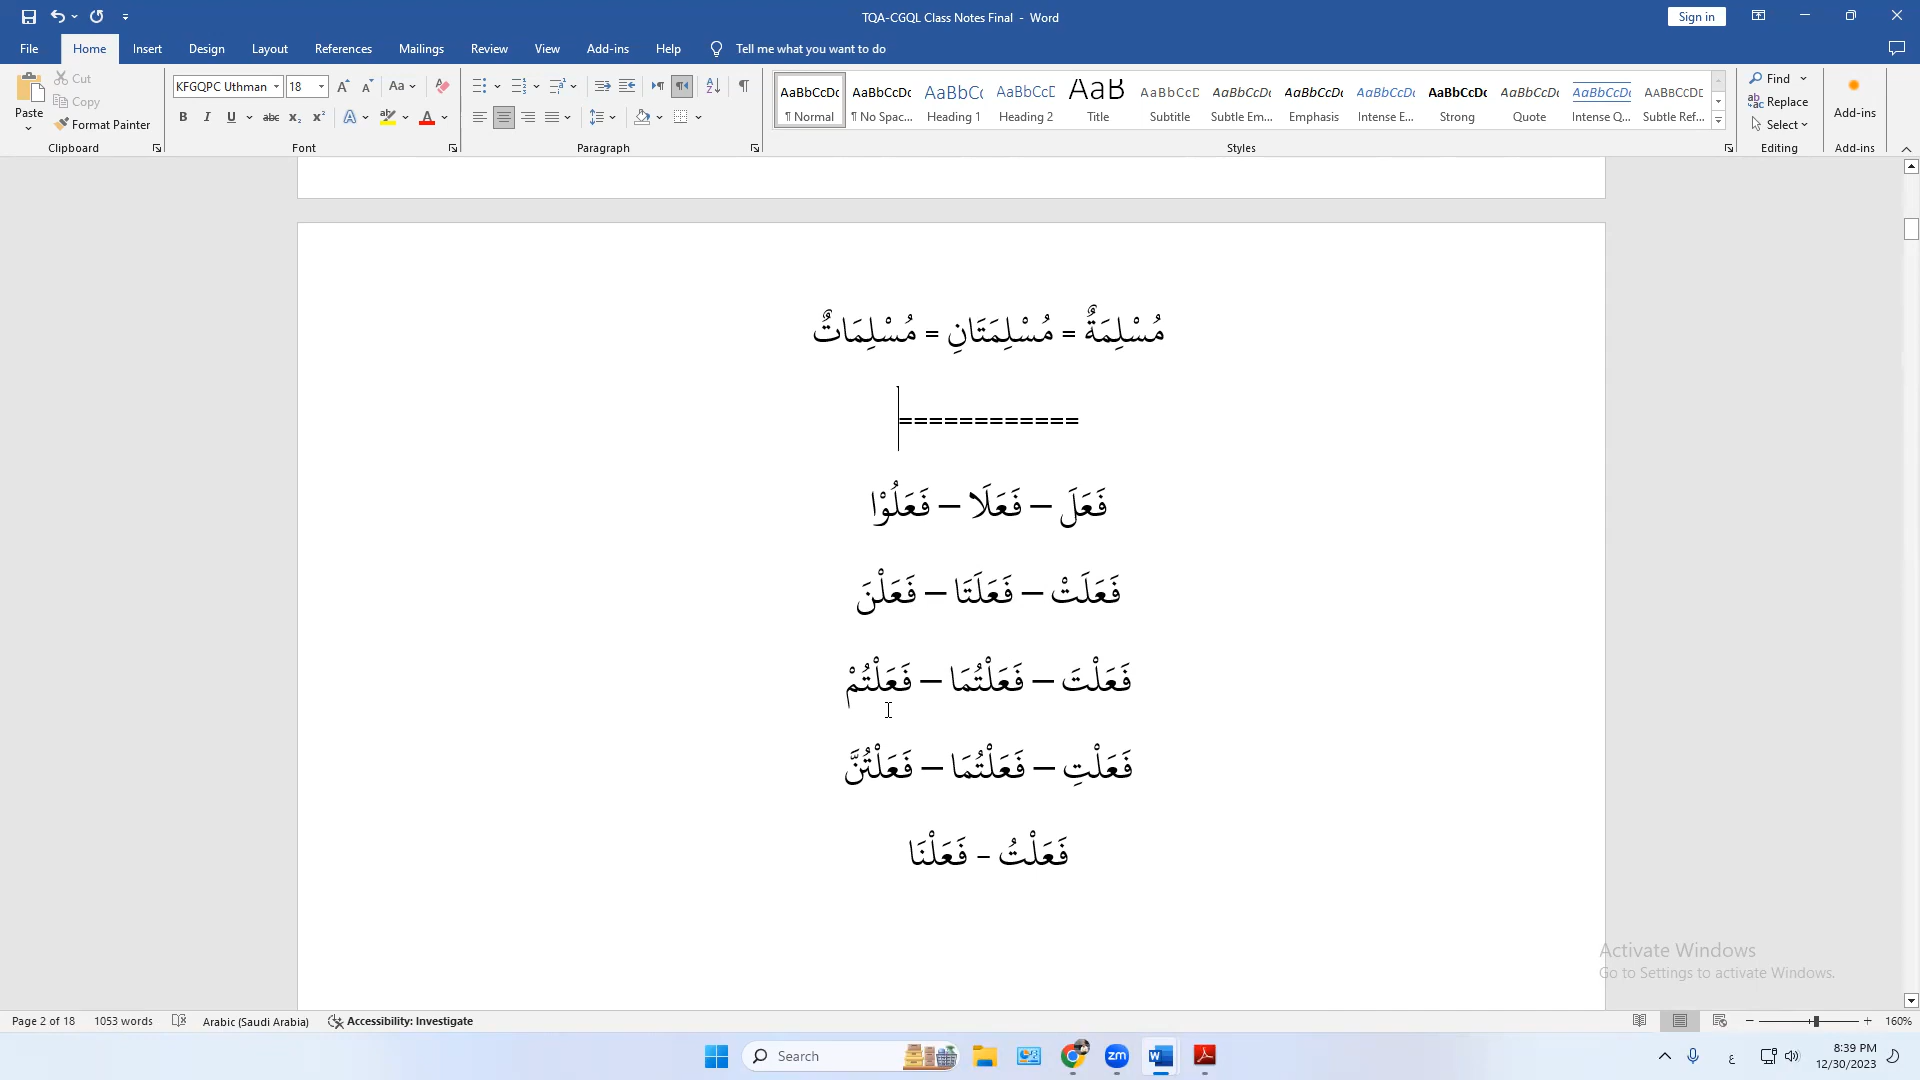 TQA-CGQL Class Notes Final - Word
Sign in
File Home Insert Design Layout References Mailings Review View Add-ins Help Tell me what you want to do
Paste
Cut
Copy
Format Painter
Clipboard
KFGQPC Uthman 18
Font
Paragraph
AaBbCcDc AaBbCcDc AaBbCc AaBbCcD AaB AaBbCcD AaBbCcDc AaBbCcDc AaBbCcDc AaBbCcDc AaBbCcDc AaBbCcDc AaBbCcDc
¶ Normal ¶ No Spac... Heading 1 Heading 2 Title Subtitle Subtle Em... Emphasis Intense E... Strong Quote Intense Q... Subtle Ref...
Styles
Find
Replace
Select
Editing
Add-ins
Add-ins
مُسْلِمَةٌ = مُسْلِمَتَانِ = مُسْلِمَاتٌ
============
فَعَلَ – فَعَلَا – فَعَلُوْا
فَعَلَتْ – فَعَلَتَا – فَعَلْنَ
فَعَلْتَ – فَعَلْتُمَا – فَعَلْتُمْ
فَعَلْتِ – فَعَلْتُمَا – فَعَلْتُنَّ
فَعَلْتُ - فَعَلْنَا
Activate Windows
Go to Settings to activate Windows.
Page 2 of 18 1053 words Arabic (Saudi Arabia) Accessibility: Investigate 160%
Search
ع
8:39 PM
12/30/2023